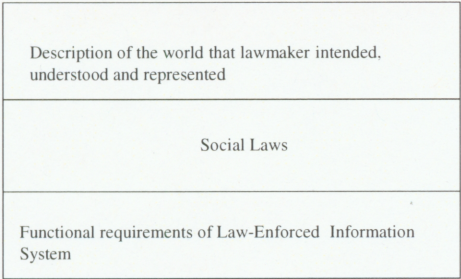 Description of the world that lawmaker intended,
understood and represented
Social Laws
Functional requirements of Law-Enforced Information
System